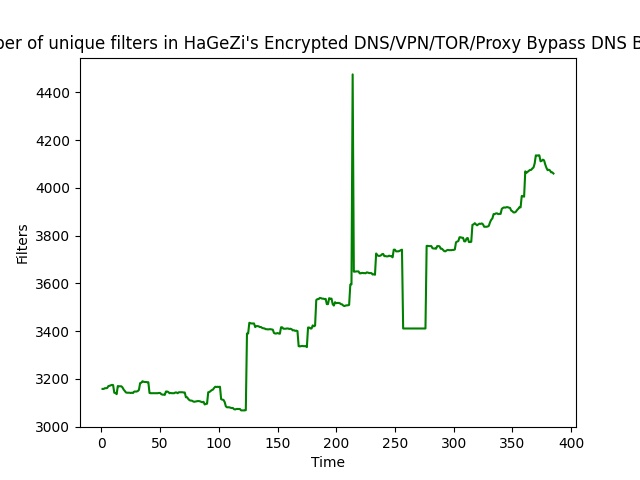 ber of unique filters in HaGeZi's Encrypted DNS/VPN/TOR/Proxy Bypass DNS B
4400
4200
4000
3800
3600
3400
3200
3000
Filters
0 50 100 150 200 250 300 350 400
Time